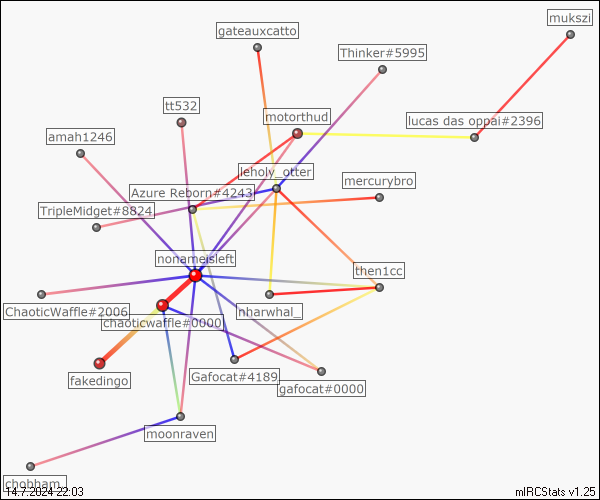 mukszi
gateauxcatto
Thinker#5995
tt532
motorthud
lucas das oppai#2396
amah1246
leholy_otter
mercurybro
Azure Reborn#4243
TripleMidget#8824
nonameisleft
then1cc
ChaoticWaffle#2006
nharwhal_
chaoticwaffle#0000
fakedingo
Gafocat#4189
gafocat#0000
moonraven
chobham_
14.7.2024 22:03
mIRCStats v1.25